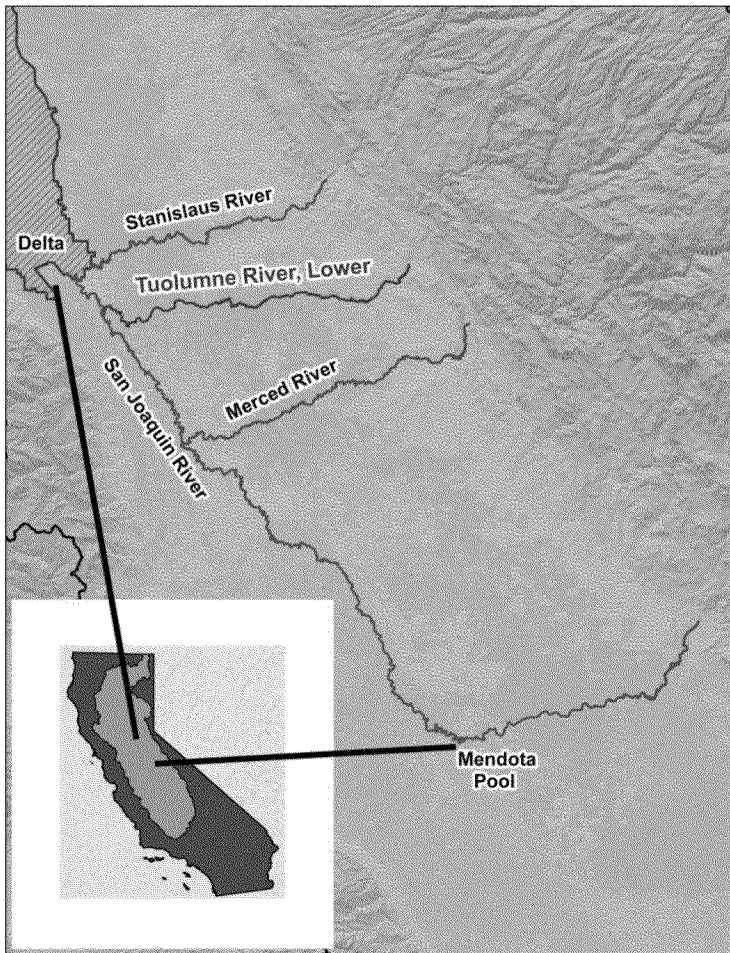 Stanislaus River
Delta
Tuolumne River, Lower
San Joaquin River
Merced River
Mendota
Pool